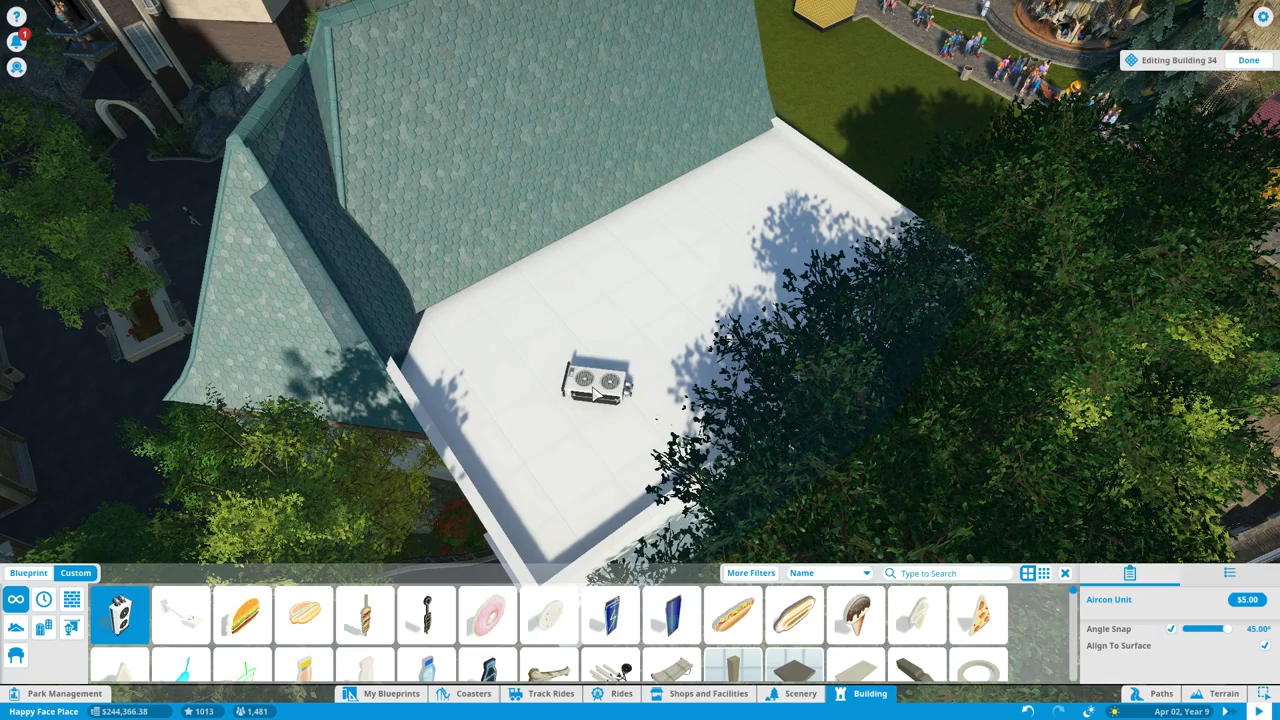 ?
1
Editing Building 34 Done
Blueprint Custom
More Filters Name Type to Search
Aircon Unit $5.00
Angle Snap 45.00°
Align To Surface
Park Management My Blueprints Coasters Track Rides Rides Shops and Facilities Scenery Building Paths Terrain
Happy Face Place $244,366.38 1013 1,481 Apr 02, Year 9